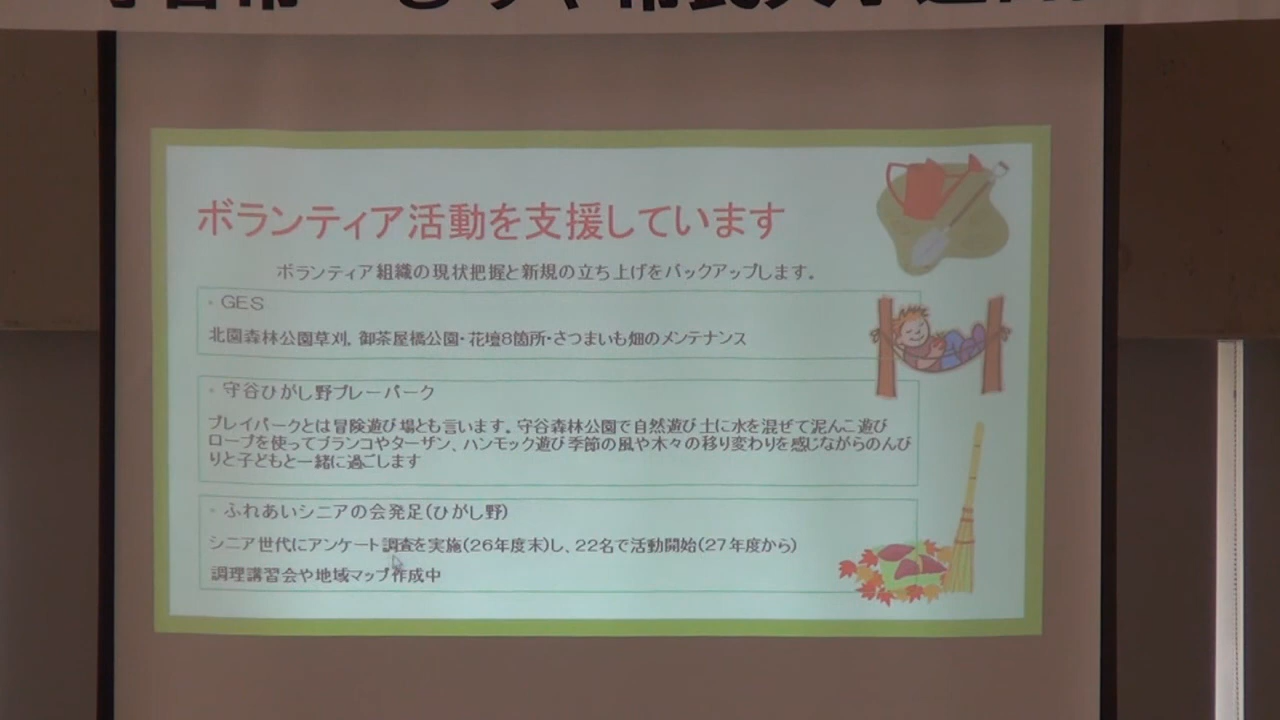 ボランティア活動を支援しています
ボランティア組織の現状把握と新規の立ち上げをバックアップします。
・GES
北園森林公園草刈。御茶屋橋公園・花壇8箇所・さつまいも畑のメンテナンス
・守谷ひがし野プレーパーク
プレイパークとは冒険遊び場とも言います。守谷森林公園で自然遊び土に水を混ぜて泥んこ遊び
ロープを使ってブランコやターザン、ハンモック遊び季節の風や木々の移り変わりを感じながらのんび
りと子どもと一緒に過ごします
・ふれあいシニアの会発足(ひがし野)
シニア世代にアンケート調査を実施(26年度末)し、22名で活動開始(27年度から)
調理講習会や地域マップ作成中